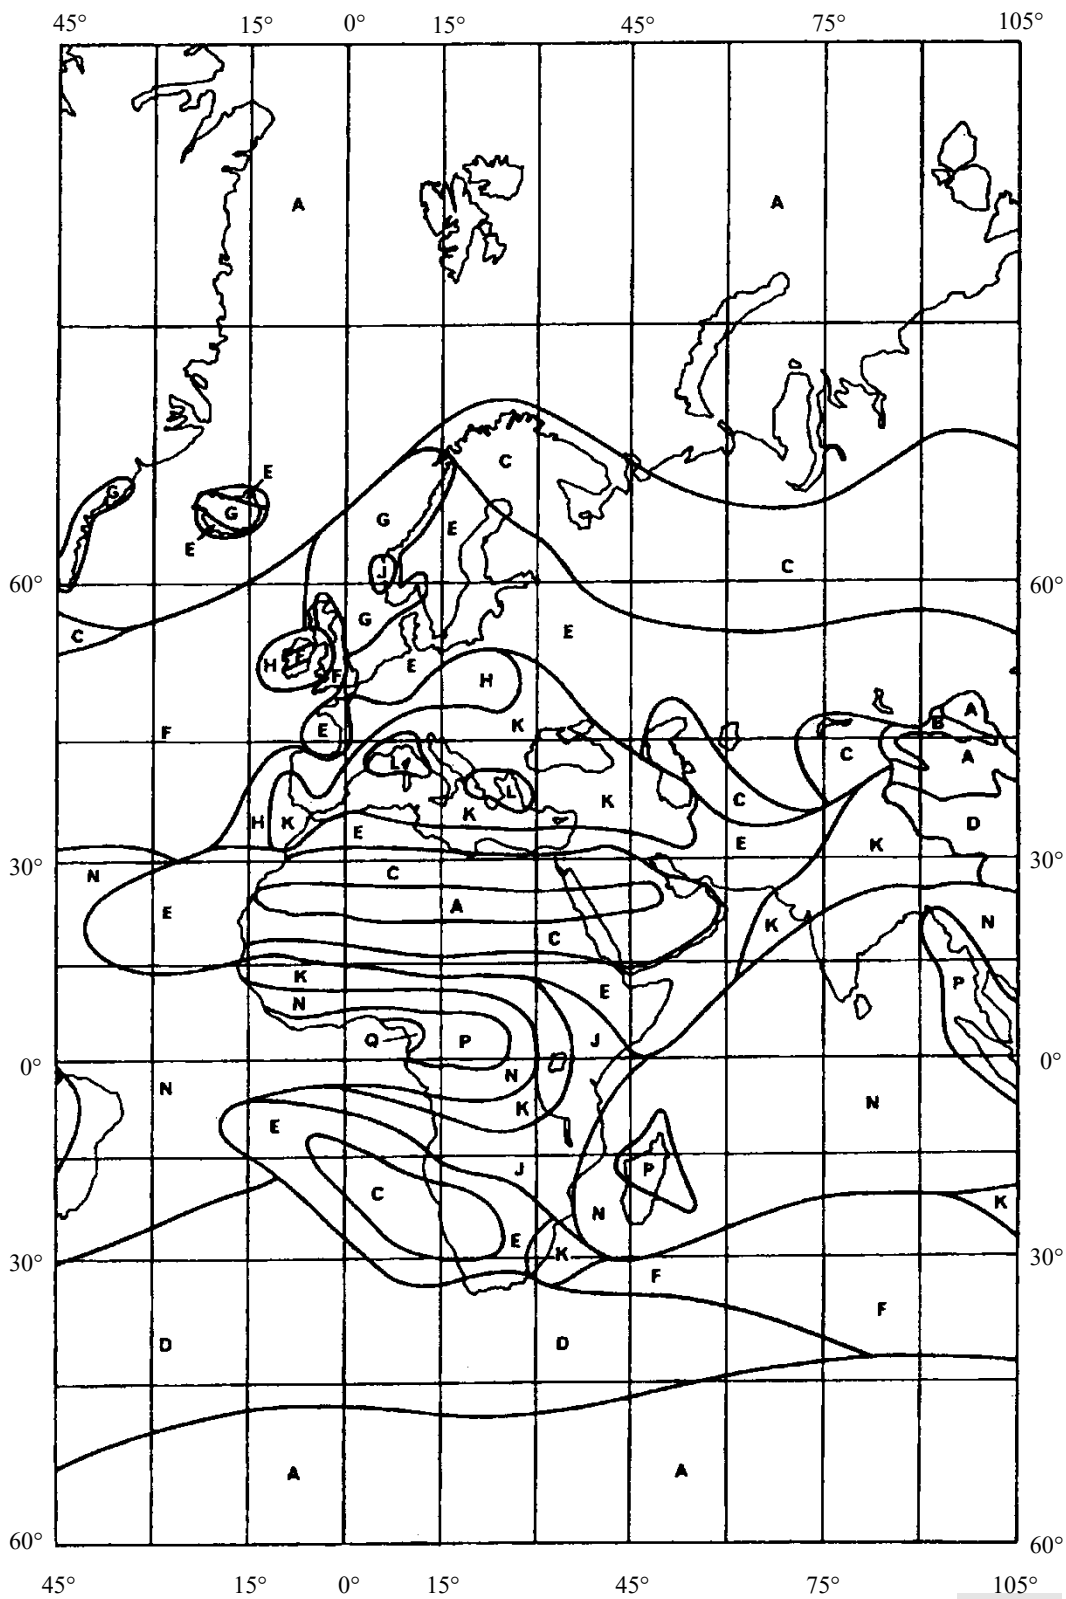 45° 15° 0° 15° 45° 75° 105°
A A
C
G E
G G E
E J
60° C 60°
C G E
H E F E
H
F E K A
B
C A
L
L C
H K E K K E K D
30° N C 30°
E A K N
C
K E P
N
Q P J
0° N 0°
N K N
E
J P
C
N K
E K
30° F 30°
F
D D
A A
60° 60°
45° 15° 0° 15° 45° 75° 105°